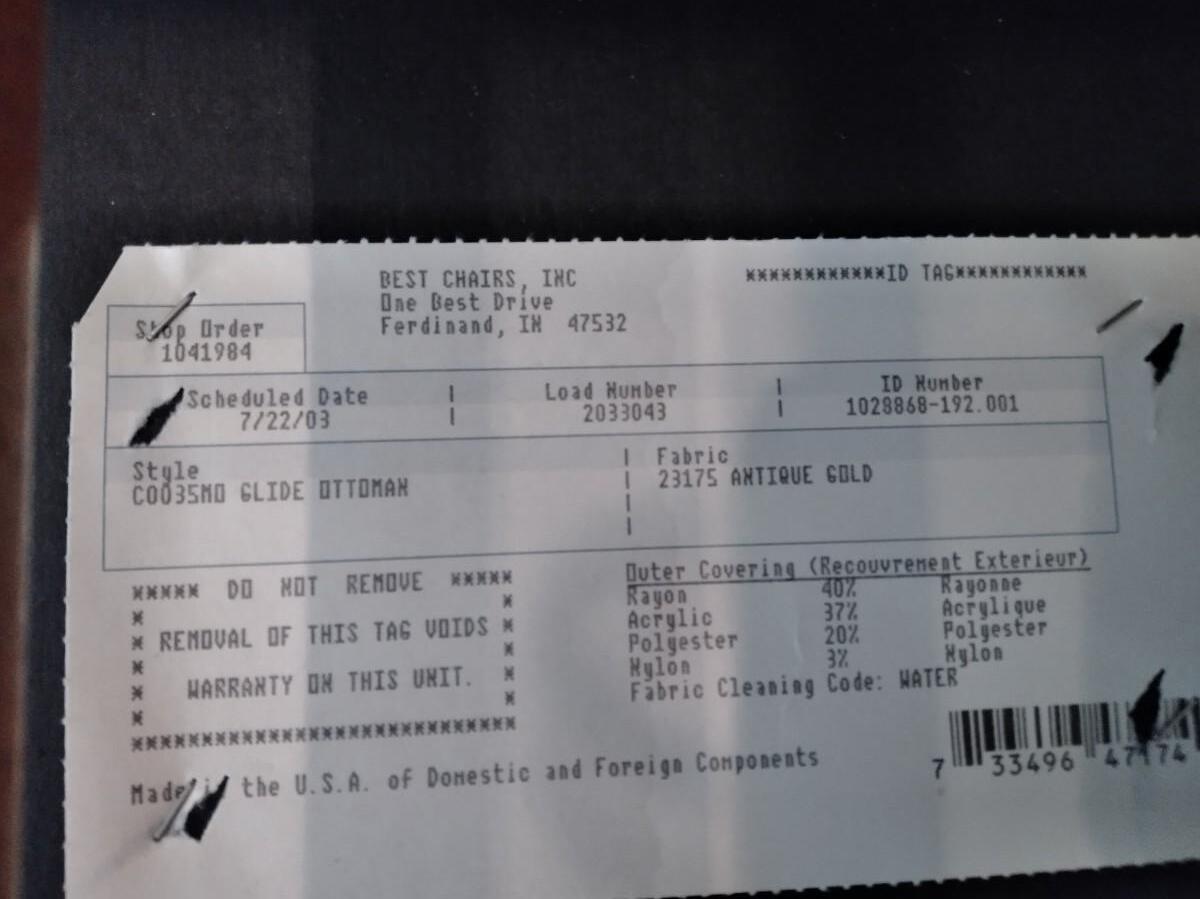 BEST CHAIRS, INC
One Best Drive
Ferdinand, IN 47532
************ID TAG************
Shop Order
1041984
Scheduled Date
7/22/03
Load Number
2033043
ID Number
1028868-192.001
Style
C0035MO GLIDE OTTOMAN
Fabric
23175 ANTIQUE GOLD
***** DO NOT REMOVE *****
* REMOVAL OF THIS TAG VOIDS *
* WARRANTY ON THIS UNIT. *
****************************
Outer Covering (Recouvrement Exterieur)
Rayon 40% Rayonne
Acrylic 37% Acrylique
Polyester 20% Polyester
Nylon 3% Nylon
Fabric Cleaning Code: WATER
Made in the U.S.A. of Domestic and Foreign Components
7 33496 47174